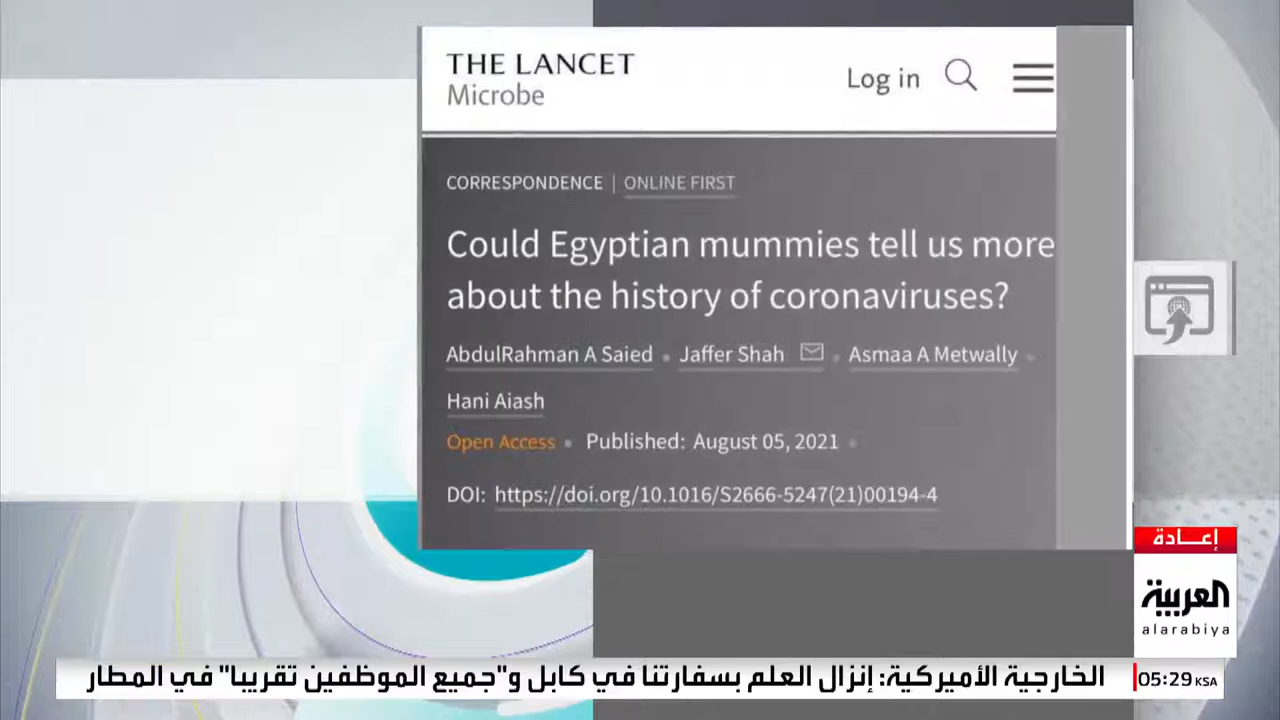 THE LANCET
Microbe
Log in
CORRESPONDENCE | ONLINE FIRST
Could Egyptian mummies tell us more
about the history of coronaviruses?
AbdulRahman A Saied • Jaffer Shah • Asmaa A Metwally •
Hani Aiash
Open Access • Published: August 05, 2021 •
DOI: https://doi.org/10.1016/S2666-5247(21)00194-4
إعـادة
العربية
alarabiya
الخارجية الأميركية: إنزال العلم بسفارتنا في كابل و"جميع الموظفين تقريبا" في المطار
05:29 KSA